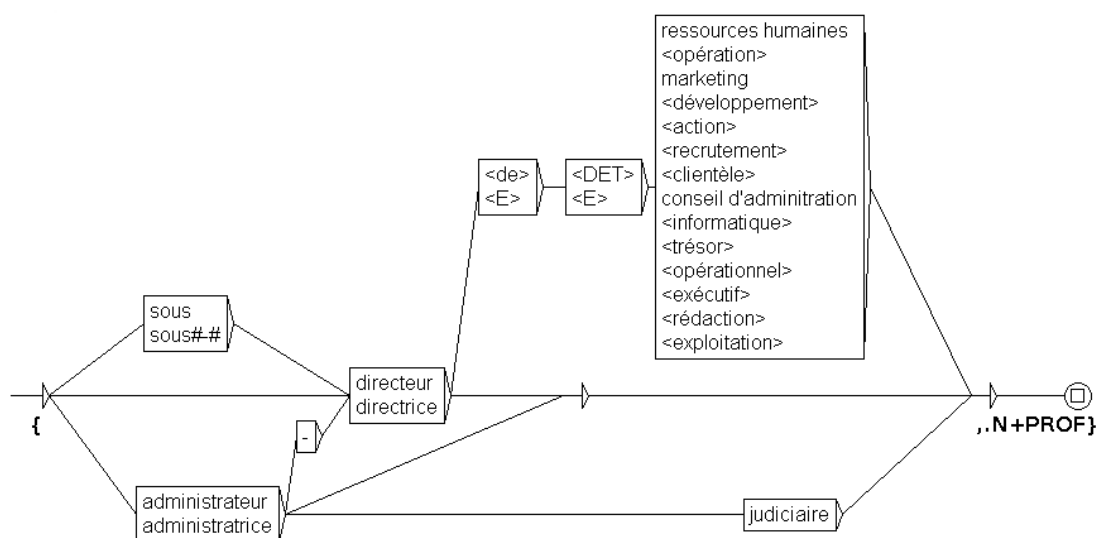 ressources humaines
<opération>
marketing
<développement>
<action>
<recrutement>
<clientèle>
conseil d'adminitration
<informatique>
<trésor>
<opérationnel>
<exécutif>
<rédaction>
<exploitation>
<de>
<E>
<DET>
<E>
sous
sous#-#
directeur
directrice
{
,.N+PROF}
-
administrateur
administratrice
judiciaire